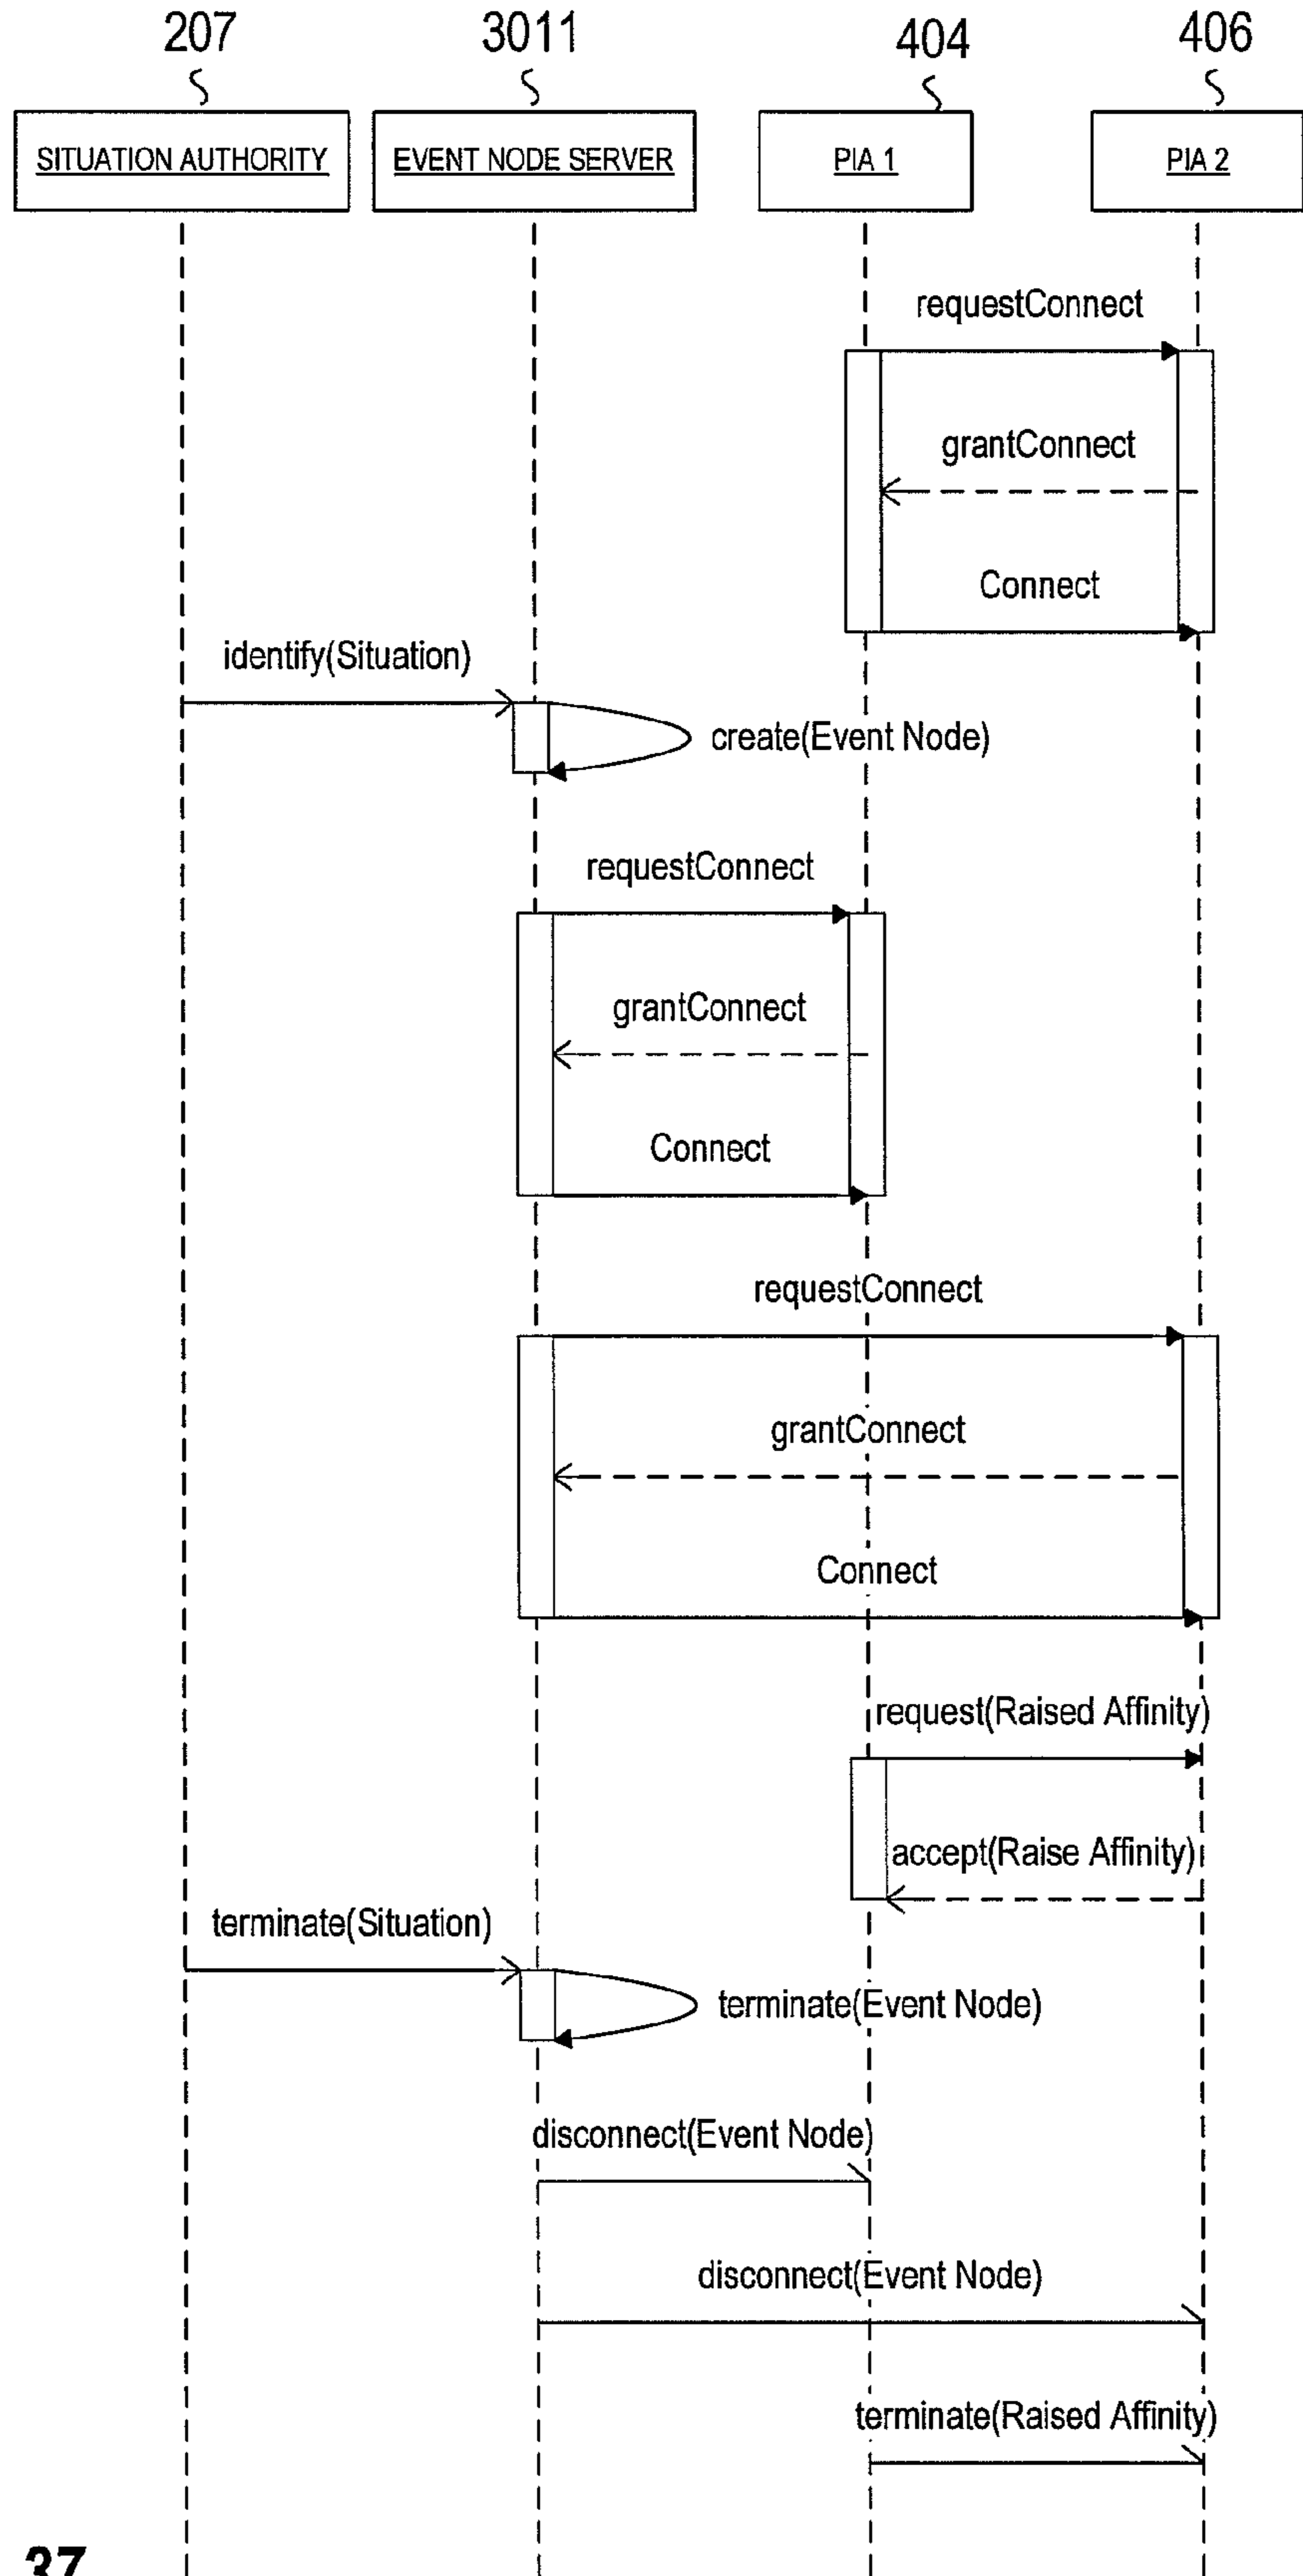 207 3011 404 406
SITUATION AUTHORITY EVENT NODE SERVER PIA 1 PIA 2
requestConnect
grantConnect
Connect
identify(Situation)
create(Event Node)
requestConnect
grantConnect
Connect
requestConnect
grantConnect
Connect
request(Raised Affinity)
accept(Raise Affinity)
terminate(Situation)
terminate(Event Node)
disconnect(Event Node)
disconnect(Event Node)
terminate(Raised Affinity)
37